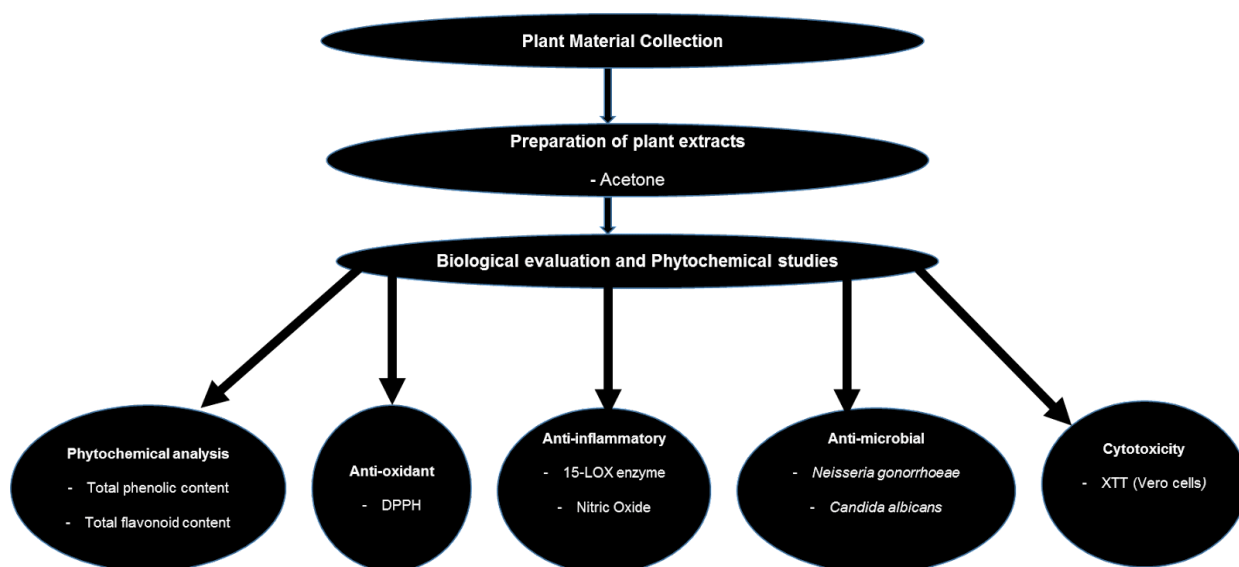 Plant Material Collection
Preparation of plant extracts
- Acetone
Biological evaluation and Phytochemical studies
Phytochemical analysis
- Total phenolic content
- Total flavonoid content
Anti-oxidant
- DPPH
Anti-inflammatory
- 15-LOX enzyme
- Nitric Oxide
Anti-microbial
- Neisseria gonorrhoeae
- Candida albicans
Cytotoxicity
- XTT (Vero cells)